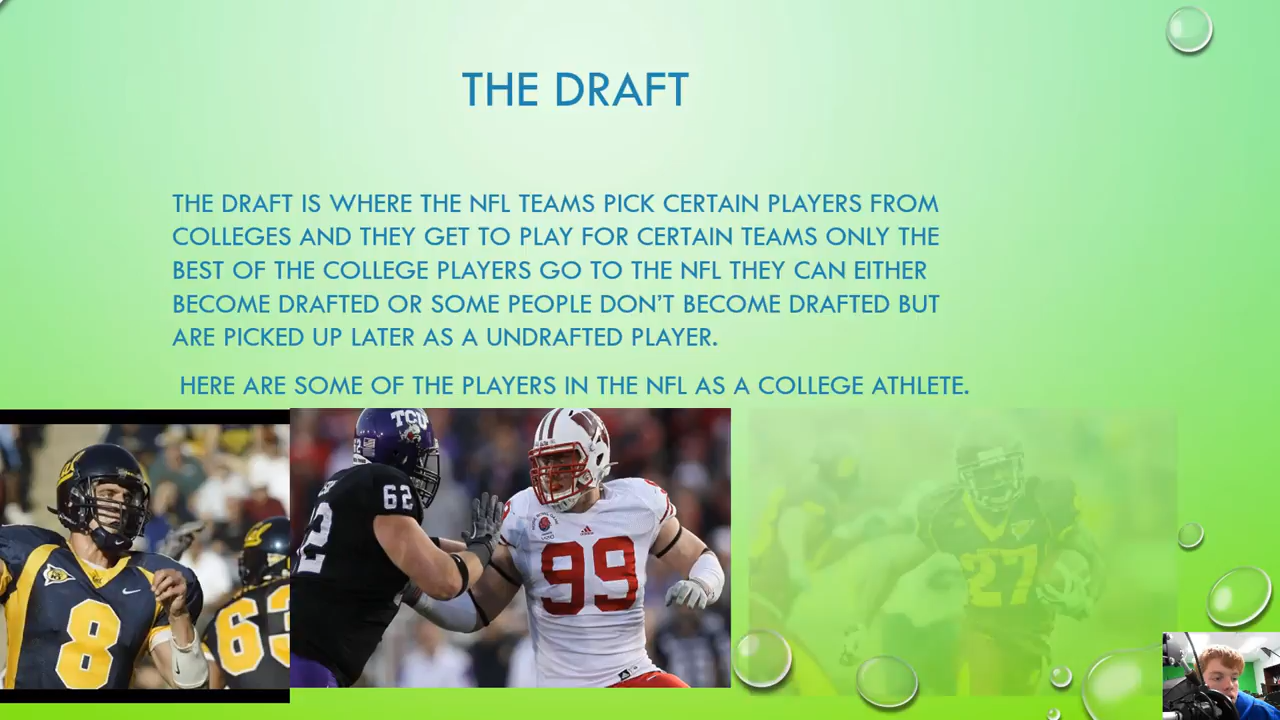 THE DRAFT
THE DRAFT IS WHERE THE NFL TEAMS PICK CERTAIN PLAYERS FROM
COLLEGES AND THEY GET TO PLAY FOR CERTAIN TEAMS ONLY THE
BEST OF THE COLLEGE PLAYERS GO TO THE NFL THEY CAN EITHER
BECOME DRAFTED OR SOME PEOPLE DON'T BECOME DRAFTED BUT
ARE PICKED UP LATER AS A UNDRAFTED PLAYER.
HERE ARE SOME OF THE PLAYERS IN THE NFL AS A COLLEGE ATHLETE.
TCU
62
62
99
27
8
63